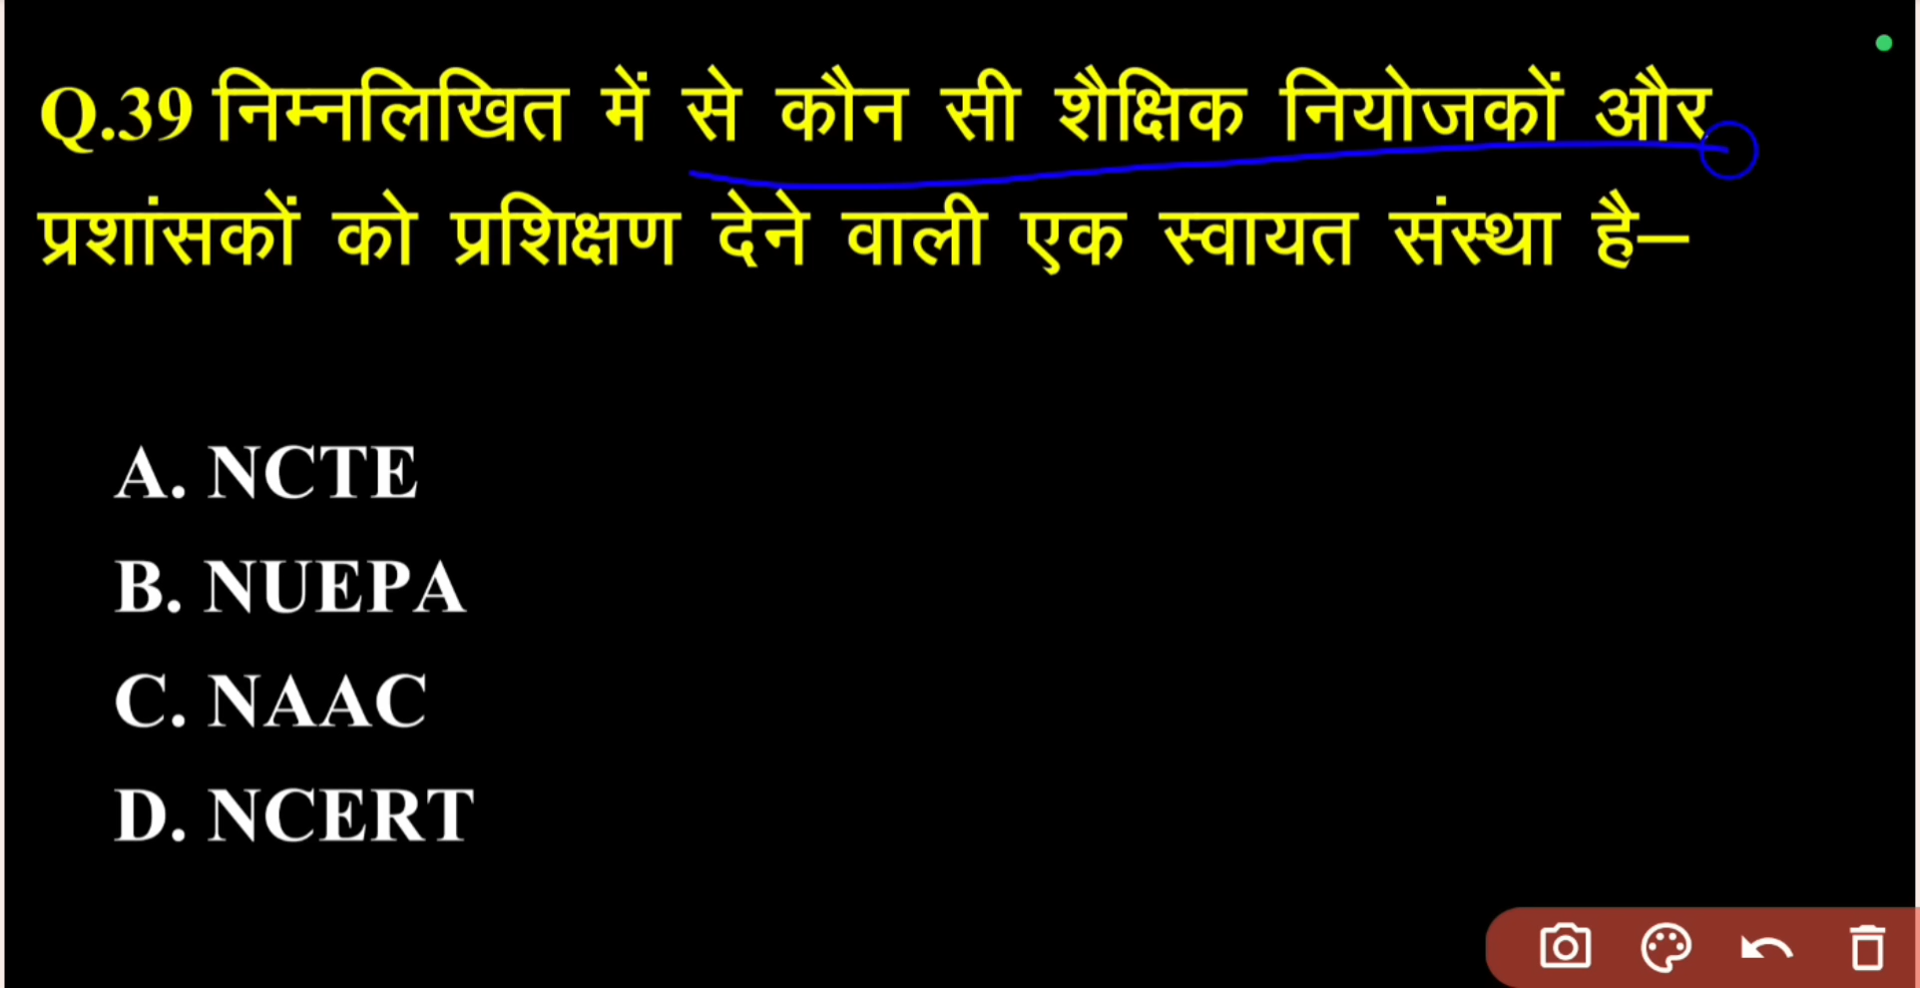 Q.39 निम्नलिखित में से कौन सी शैक्षिक नियोजकों और
प्रशांसकों को प्रशिक्षण देने वाली एक स्वायत संस्था है–
A. NCTE
B. NUEPA
C. NAAC
D. NCERT